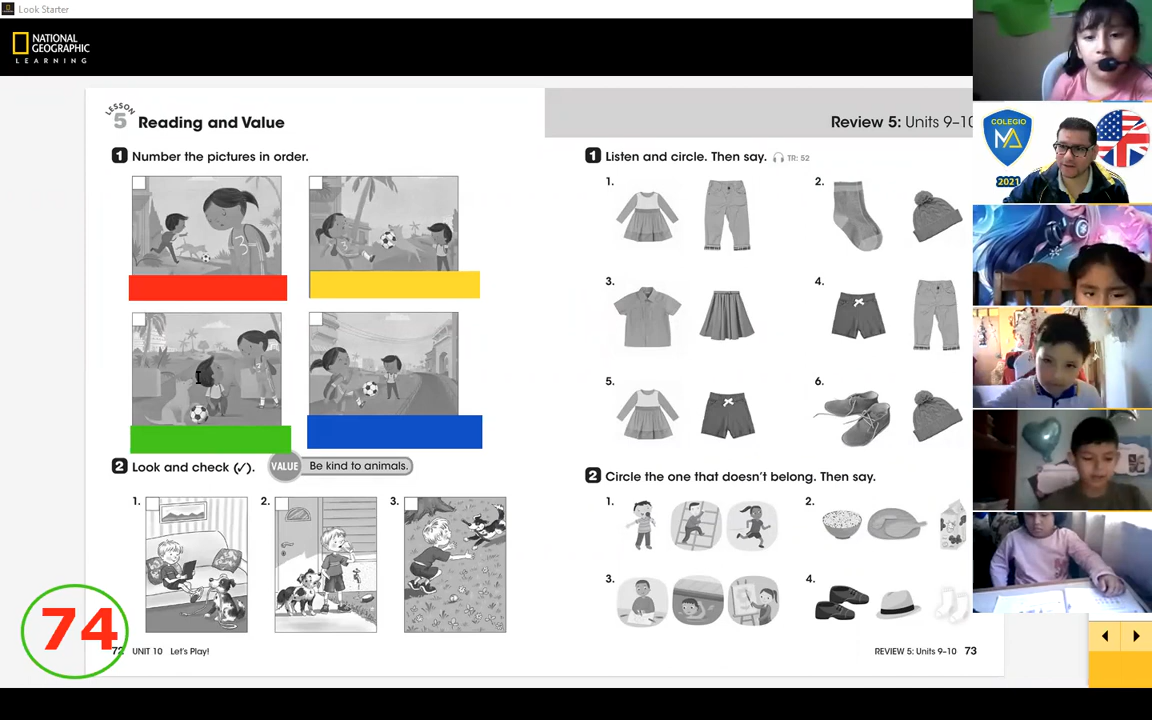 Look Starter
NATIONAL
GEOGRAPHIC
LEARNING
LESSON
5 Reading and Value
1 Number the pictures in order.
2 Look and check (✓).
VALUE Be kind to animals.
1. 2. 3.
74
72 UNIT 10 Let's Play!
Review 5: Units 9–10
1 Listen and circle. Then say. TR: 52
1. 2.
3. 4.
5. 6.
2 Circle the one that doesn't belong. Then say.
1. 2.
3. 4.
REVIEW 5: Units 9–10 73
COLEGIO
MA
2021